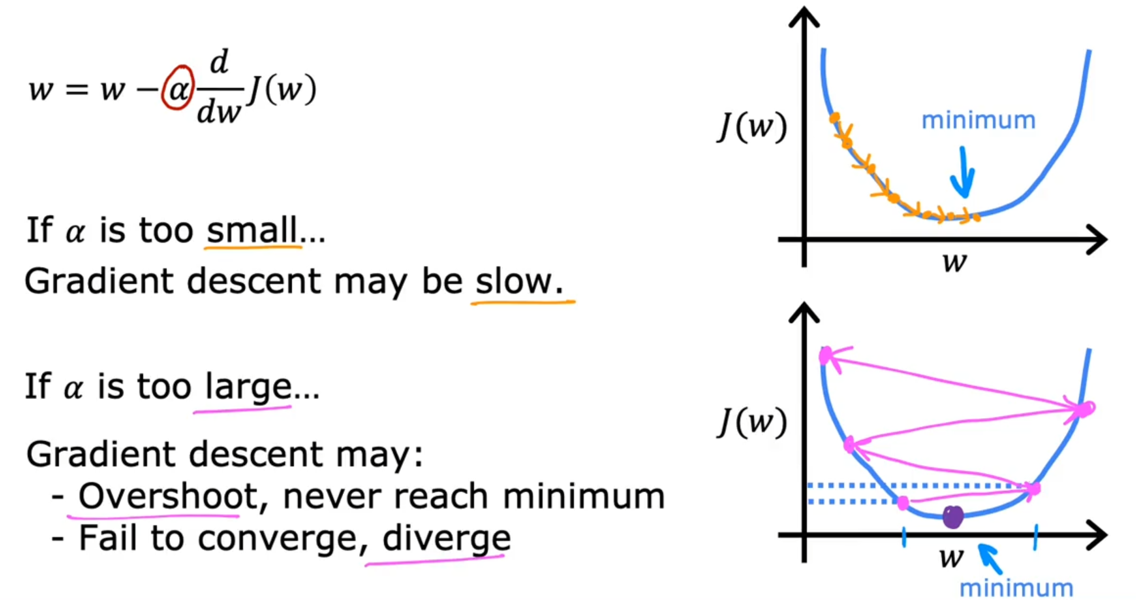 w = w − α d/dw J(w)
If α is too small...
Gradient descent may be slow.
If α is too large...
Gradient descent may:
- Overshoot, never reach minimum
- Fail to converge, diverge
J(w)
minimum
w
J(w)
w
minimum